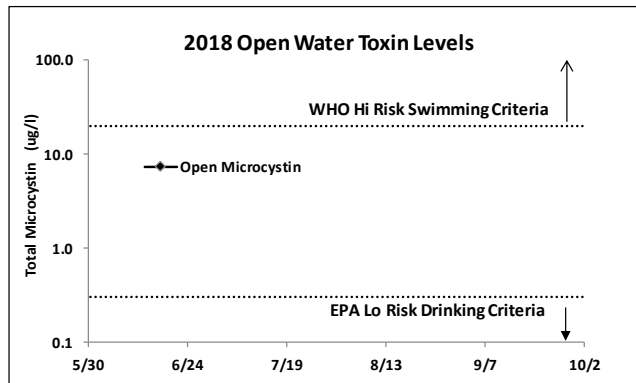 2018 Open Water Toxin Levels
100.0
WHO Hi Risk Swimming Criteria
10.0
Open Microcystin
Total Microcystin (ug/l)
1.0
EPA Lo Risk Drinking Criteria
0.1
5/30 6/24 7/19 8/13 9/7 10/2